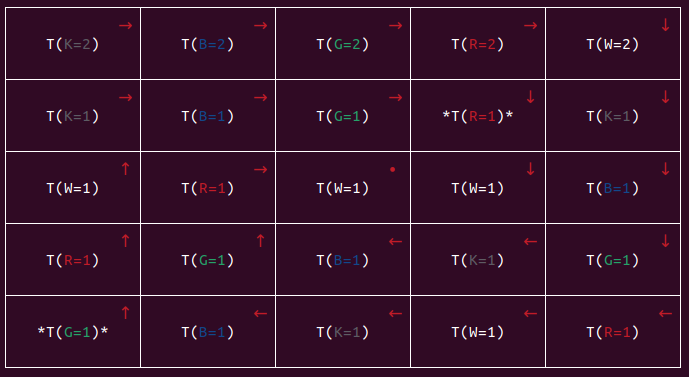 → → → → ↓
T(K=2) T(B=2) T(G=2) T(R=2) T(W=2)
→ → → ↓ ↓
T(K=1) T(B=1) T(G=1) *T(R=1)* T(K=1)
↑ → • ↓ ↓
T(W=1) T(R=1) T(W=1) T(W=1) T(B=1)
↑ ↑ ← ← ↓
T(R=1) T(G=1) T(B=1) T(K=1) T(G=1)
↑ ← ← ← ←
*T(G=1)* T(B=1) T(K=1) T(W=1) T(R=1)